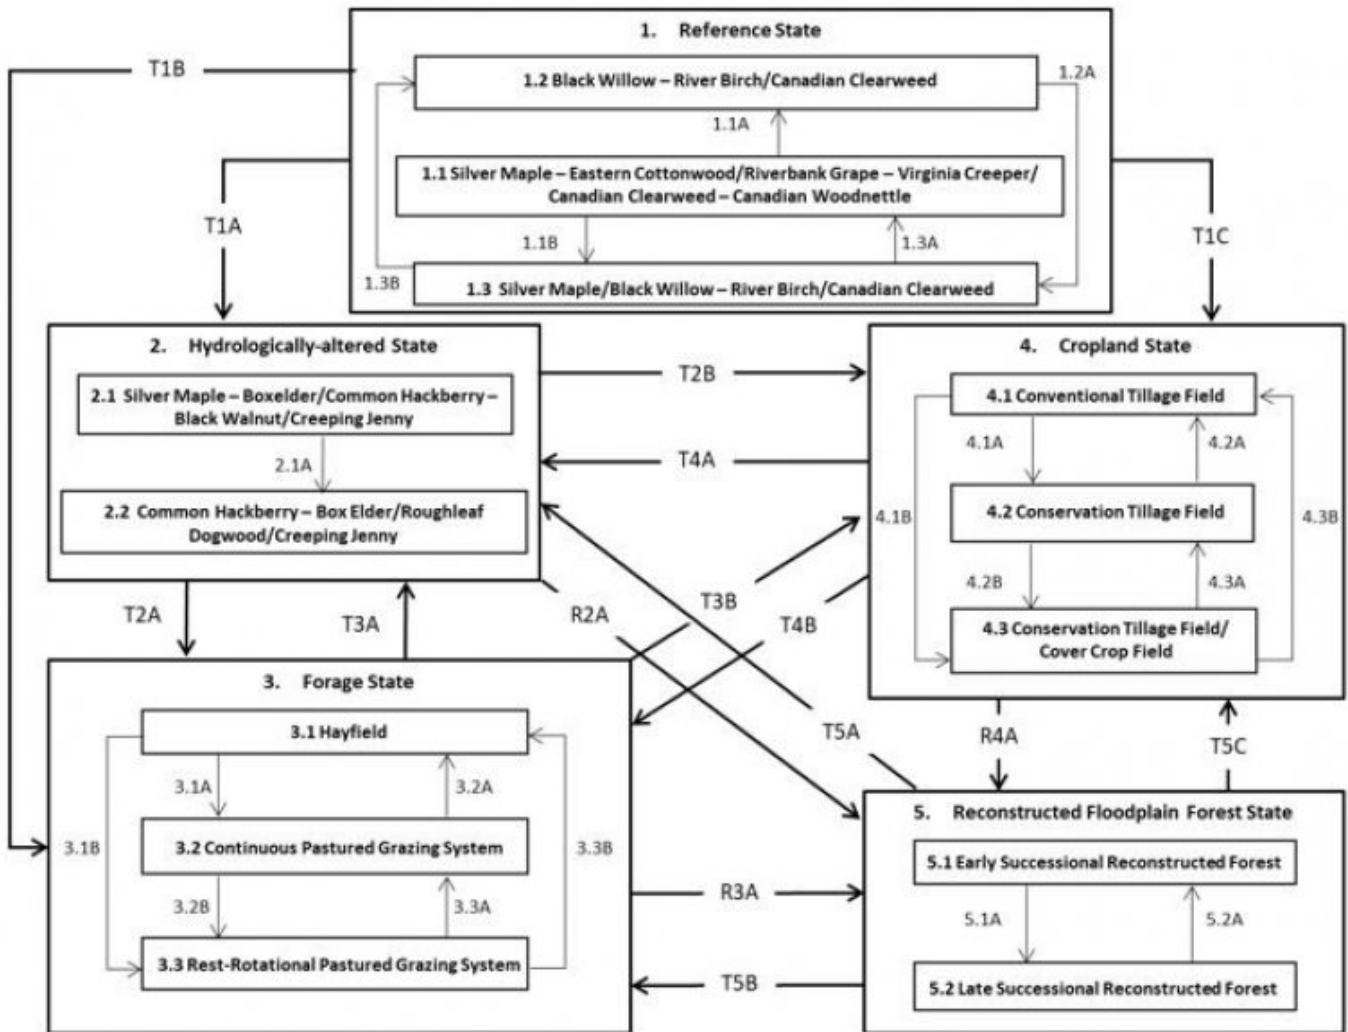 1. Reference State
T1B
1.2 Black Willow – River Birch/Canadian Clearweed
1.2A
1.1A
1.1 Silver Maple – Eastern Cottonwood/Riverbank Grape – Virginia Creeper/
Canadian Clearweed – Canadian Woodnettle
T1A
T1C
1.1B
1.3A
1.3B
1.3 Silver Maple/Black Willow – River Birch/Canadian Clearweed
2. Hydrologically-altered State
2.1 Silver Maple – Boxelder/Common Hackberry –
Black Walnut/Creeping Jenny
2.1A
2.2 Common Hackberry – Box Elder/Roughleaf
Dogwood/Creeping Jenny
T2B
T4A
4. Cropland State
4.1 Conventional Tillage Field
4.1A
4.2A
4.1B
4.2 Conservation Tillage Field
4.3B
4.2B
4.3A
4.3 Conservation Tillage Field/
Cover Crop Field
T2A
T3A
R2A
T3B
T4B
T5A
R4A
T5C
3. Forage State
3.1 Hayfield
3.1A
3.2A
3.1B
3.2 Continuous Pastured Grazing System
3.3B
3.2B
3.3A
3.3 Rest-Rotational Pastured Grazing System
R3A
T5B
5. Reconstructed Floodplain Forest State
5.1 Early Successional Reconstructed Forest
5.1A
5.2A
5.2 Late Successional Reconstructed Forest